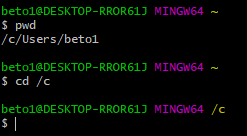 beto1@DESKTOP-RROR61J MINGW64 ~
$ pwd
/c/Users/beto1
beto1@DESKTOP-RROR61J MINGW64 ~
$ cd /c
beto1@DESKTOP-RROR61J MINGW64 /c
$